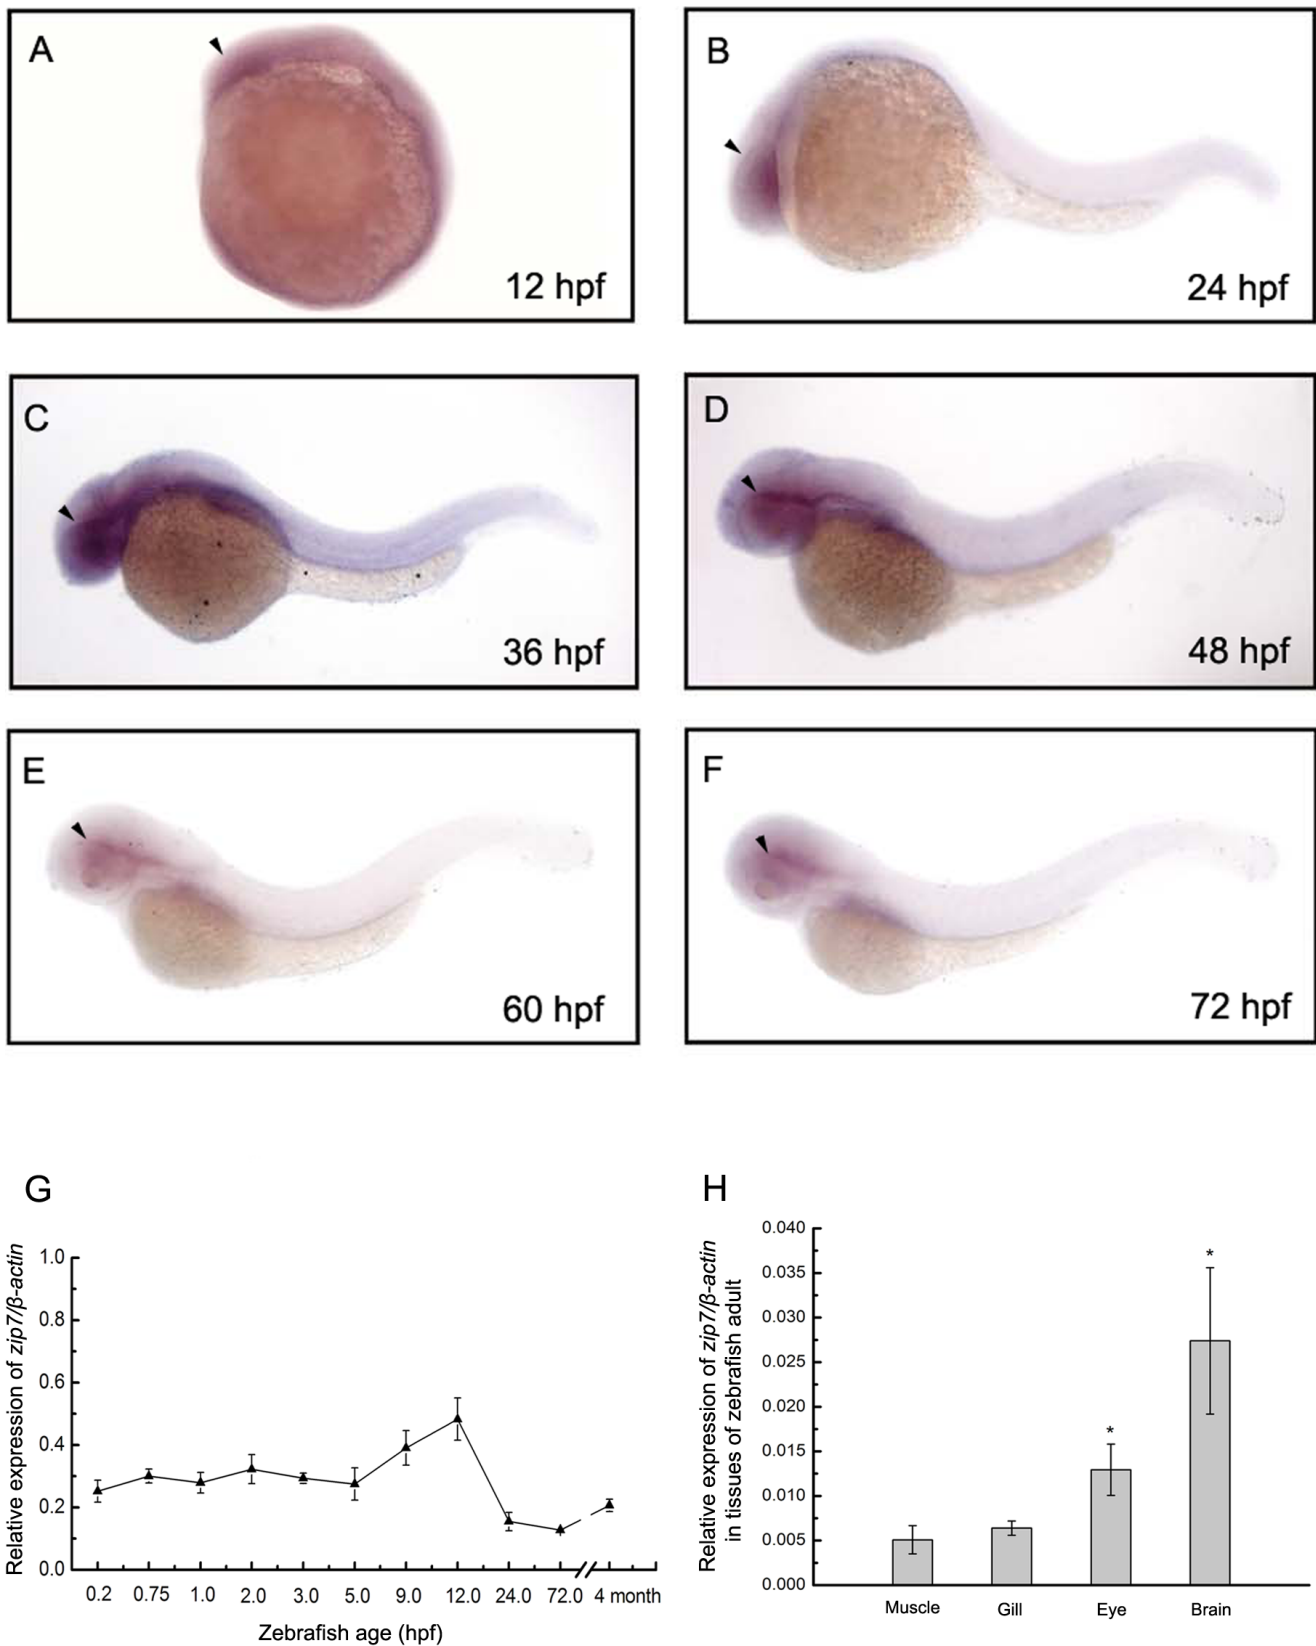 A
12 hpf
B
24 hpf
C
36 hpf
D
48 hpf
E
60 hpf
F
72 hpf
G
Relative expression of zip7/β-actin
1.0
0.8
0.6
0.4
0.2
0.0
0.2 0.75 1.0 2.0 3.0 5.0 9.0 12.0 24.0 72.0 4 month
Zebrafish age (hpf)
H
Relative expression of zip7/β-actin
in tissues of zebrafish adult
0.040
0.035
0.030
0.025
0.020
0.015
0.010
0.005
0.000
*
*
Muscle Gill Eye Brain